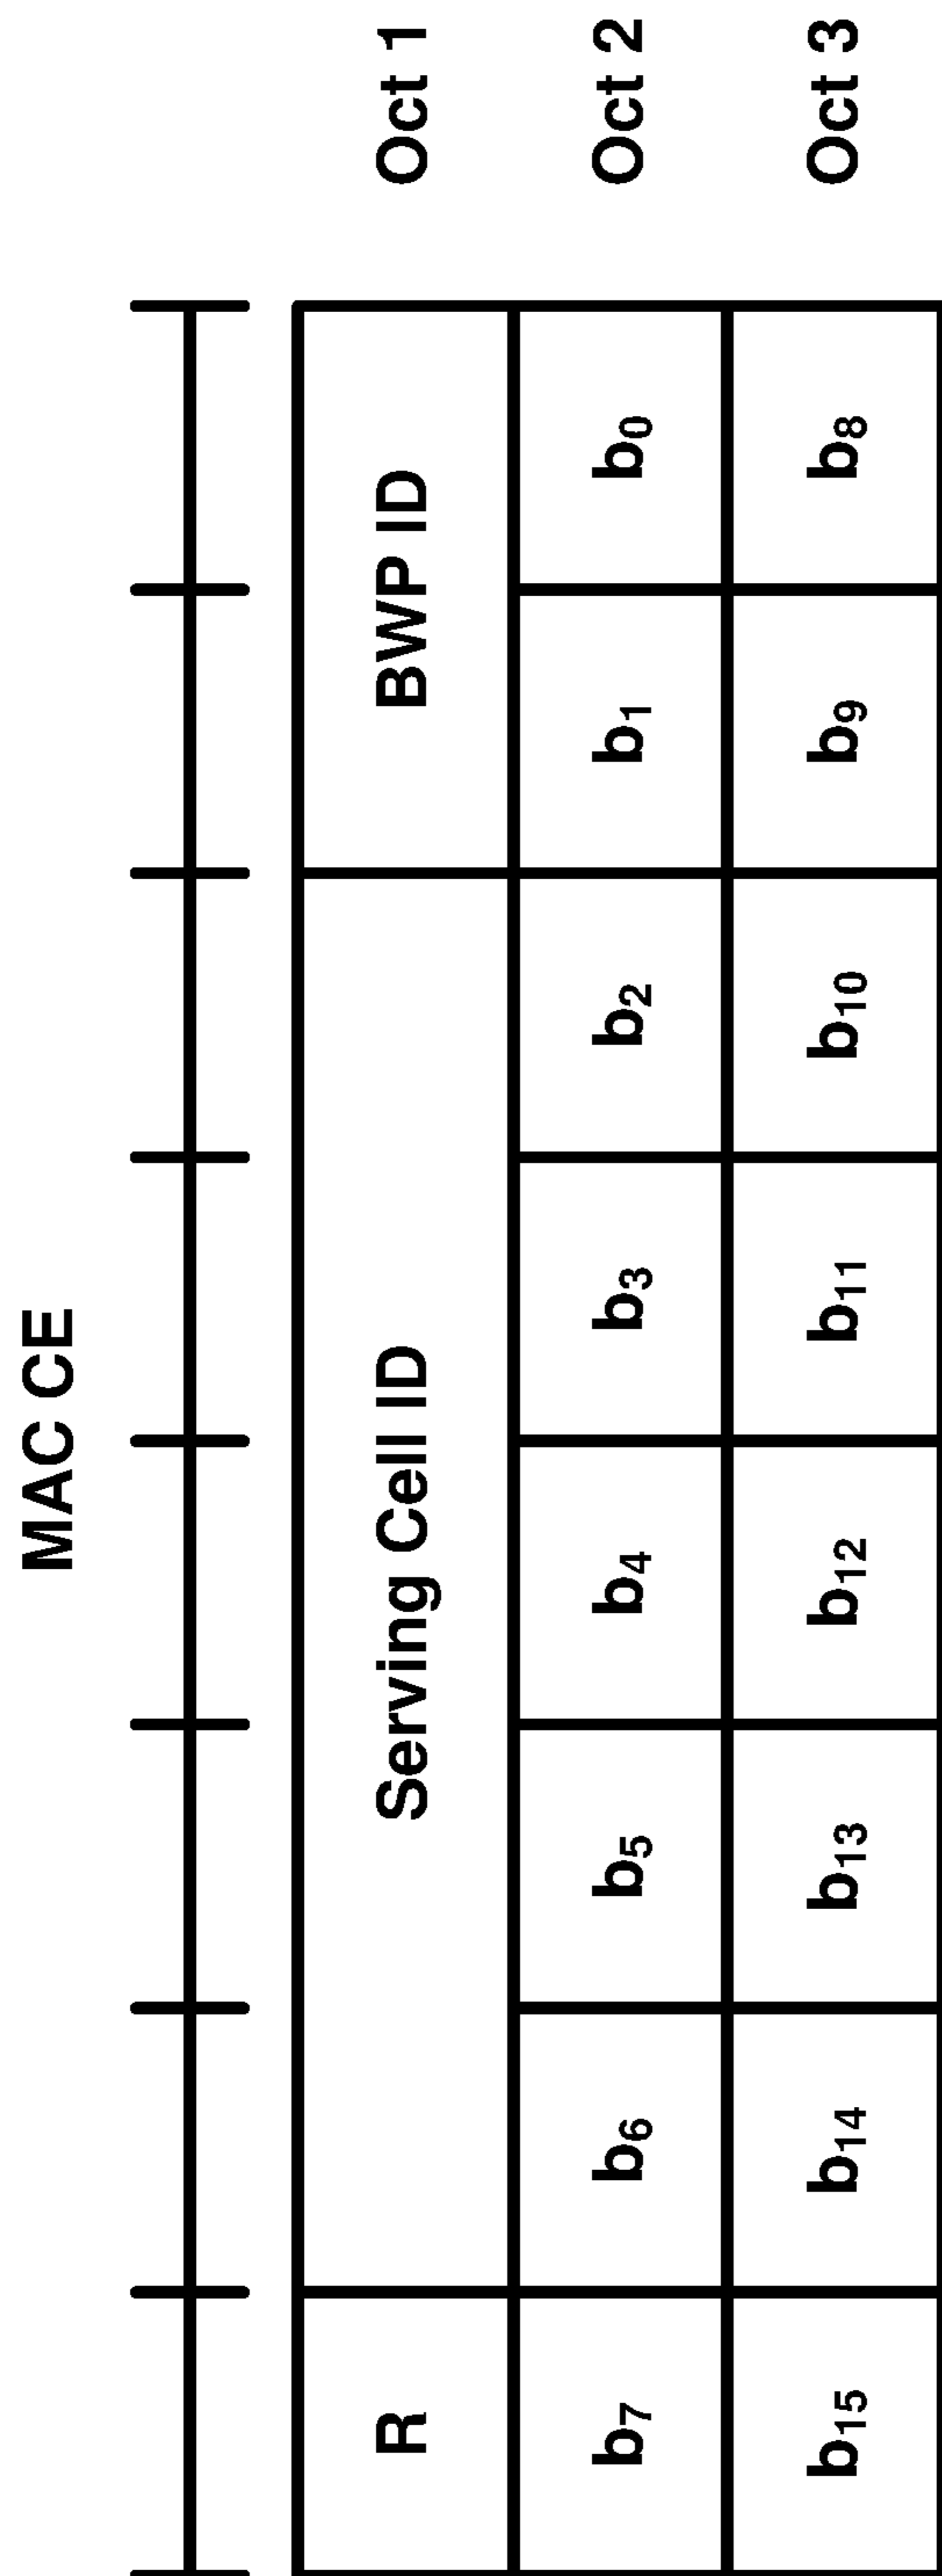 MAC CE
R Serving Cell ID BWP ID Oct 1
b7 b6 b5 b4 b3 b2 b1 b0 Oct 2
b15 b14 b13 b12 b11 b10 b9 b8 Oct 3